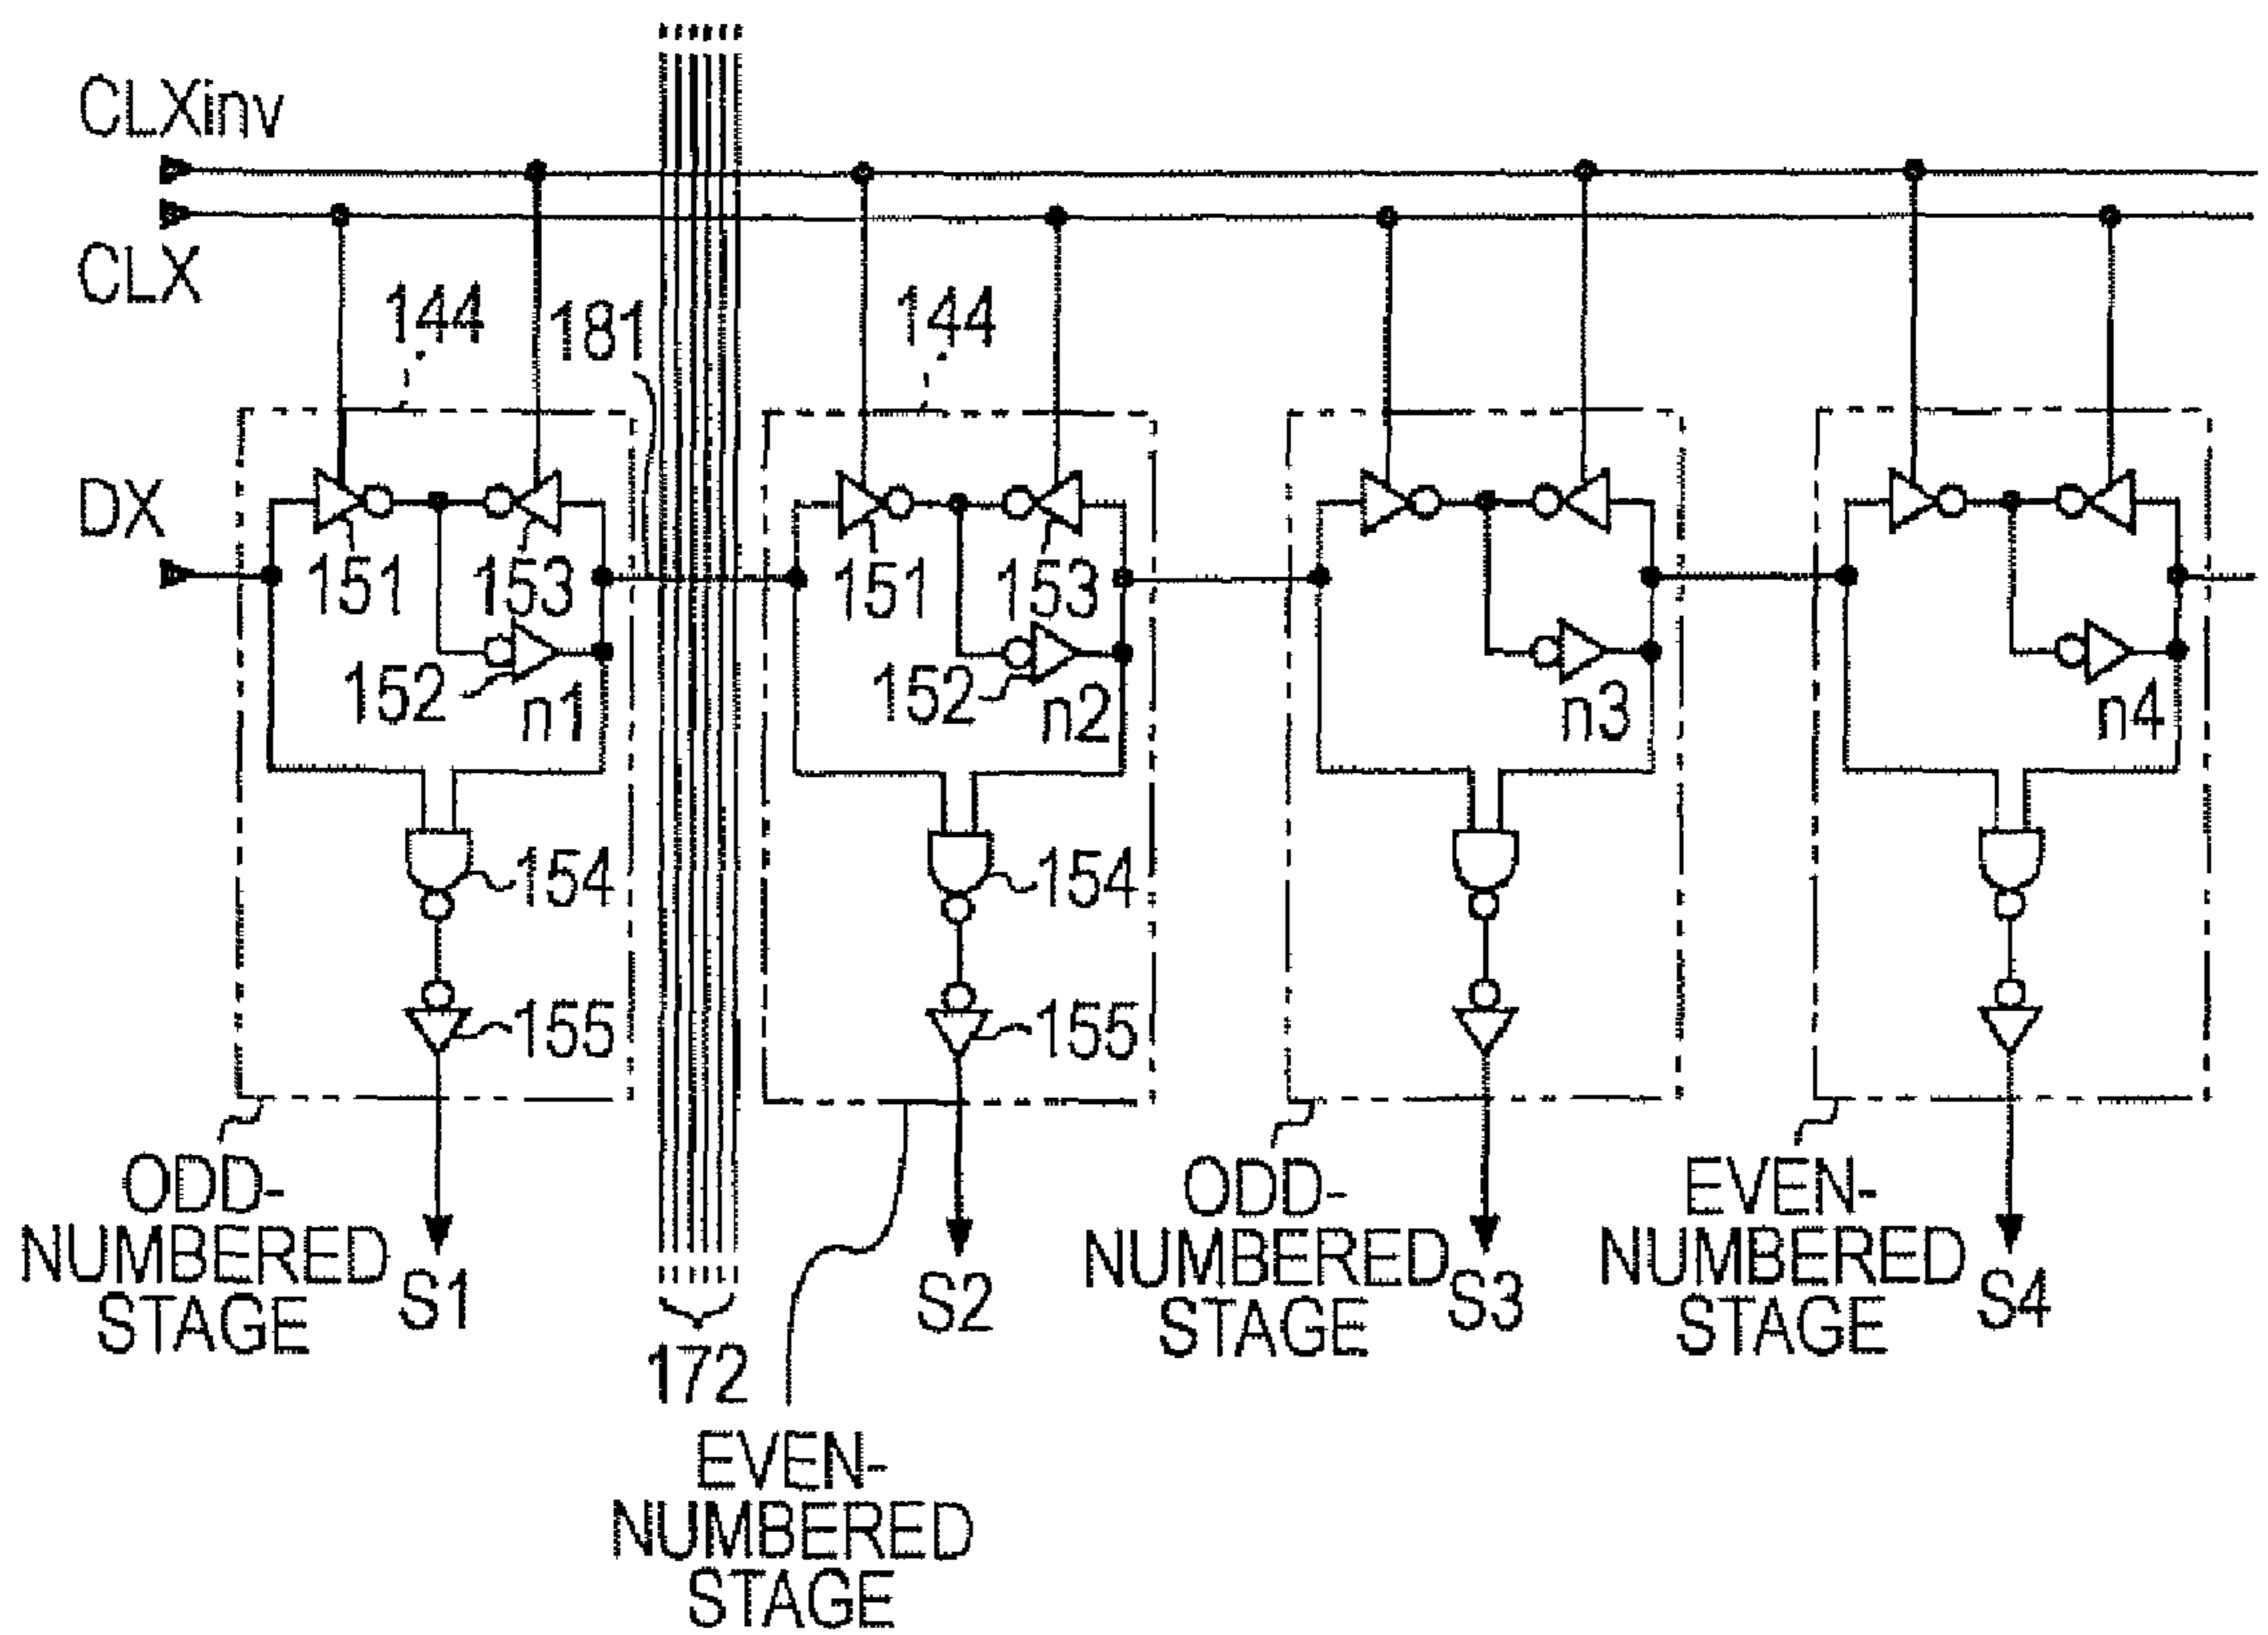 CLXinv
CLX
144
181
144
DX
151
153
151
153
152
n1
152
n2
n3
n4
154
154
155
155
ODD-
NUMBERED
STAGE
S1
172
S2
ODD-
NUMBERED
STAGE
S3
EVEN-
NUMBERED
STAGE
S4
EVEN-
NUMBERED
STAGE